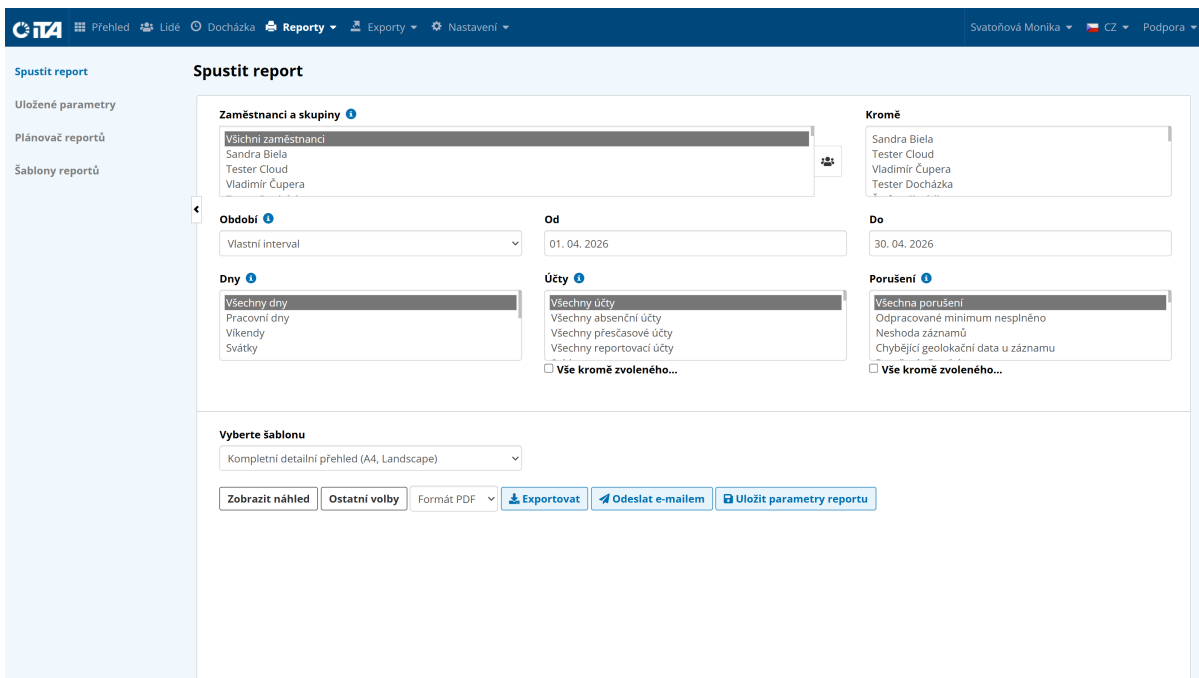 ITA Přehled Lidé Docházka Reporty Exporty Nastavení Svatoňová Monika CZ Podpora
Spustit report
Uložené parametry
Plánovač reportů
Šablony reportů
Spustit report
Zaměstnanci a skupiny
Všichni zaměstnanci
Sandra Biela
Tester Cloud
Vladimír Čupera
Kromě
Sandra Biela
Tester Cloud
Vladimír Čupera
Tester Docházka
Období
Vlastní interval
Od
01. 04. 2026
Do
30. 04. 2026
Dny
Všechny dny
Pracovní dny
Víkendy
Svátky
Účty
Všechny účty
Všechny absenční účty
Všechny přesčasové účty
Všechny reportovací účty
Vše kromě zvoleného...
Porušení
Všechna porušení
Odpracované minimum nesplněno
Neshoda záznamů
Chybějící geolokační data u záznamu
Vše kromě zvoleného...
Vyberte šablonu
Kompletní detailní přehled (A4, Landscape)
Zobrazit náhled Ostatní volby Formát PDF Exportovat Odeslat e-mailem Uložit parametry reportu